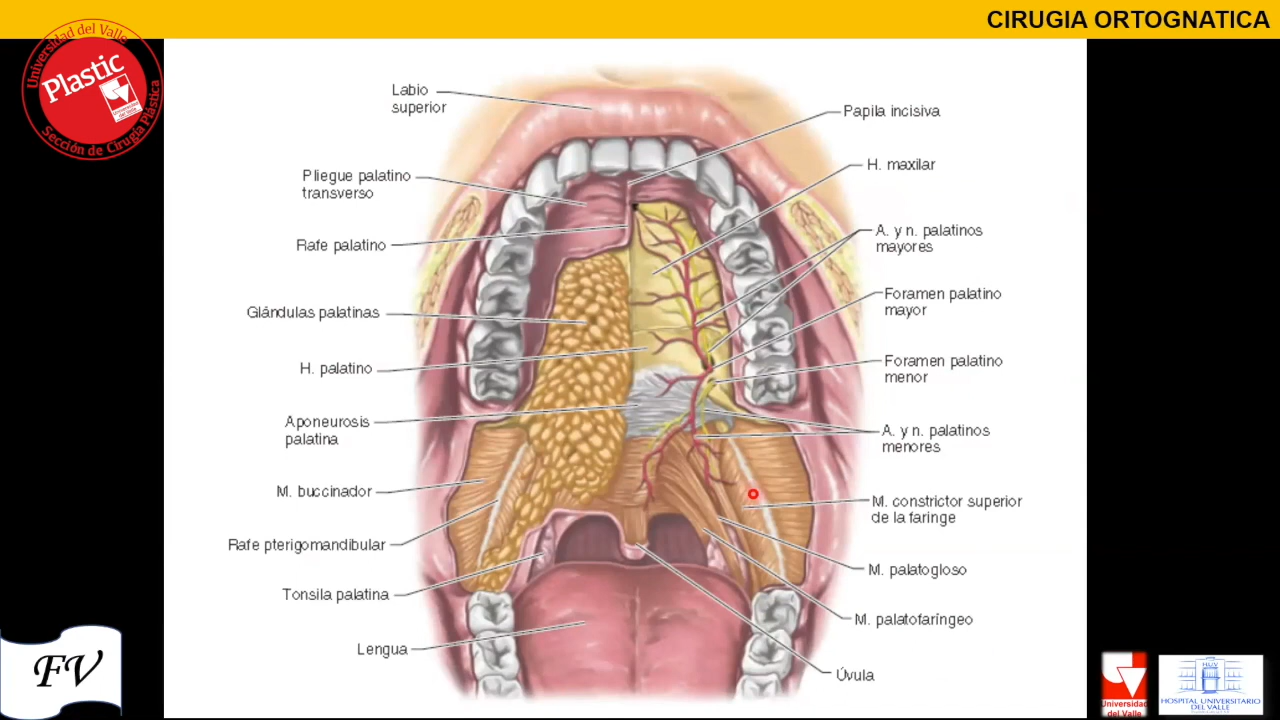 CIRUGIA ORTOGNATICA
Universidad del Valle
Plastic
Sección de Cirugía Plástica
Labio
superior
Pliegue palatino
transverso
Rafe palatino
Glándulas palatinas
H. palatino
Aponeurosis
palatina
M. buccinador
Rafe pterigomandibular
Tonsila palatina
Lengua
Papila incisiva
H. maxilar
A. y n. palatinos
mayores
Foramen palatino
mayor
Foramen palatino
menor
A. y n. palatinos
menores
M. constrictor superior
de la faringe
M. palatogloso
M. palatofaríngeo
Úvula
FV
Universidad
del Valle
HUV
HOSPITAL UNIVERSITARIO
DEL VALLE